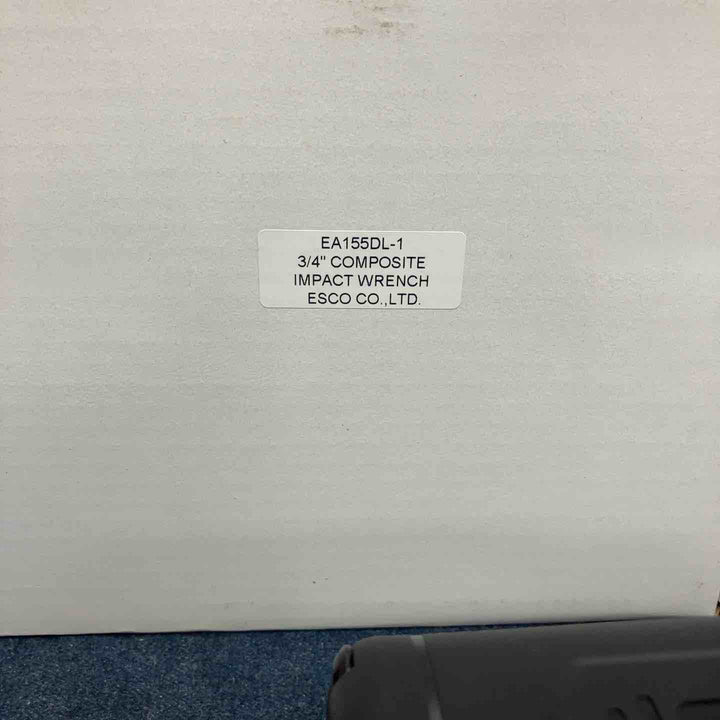 EA155DL-1
3/4" COMPOSITE
IMPACT WRENCH
ESCO CO.,LTD.